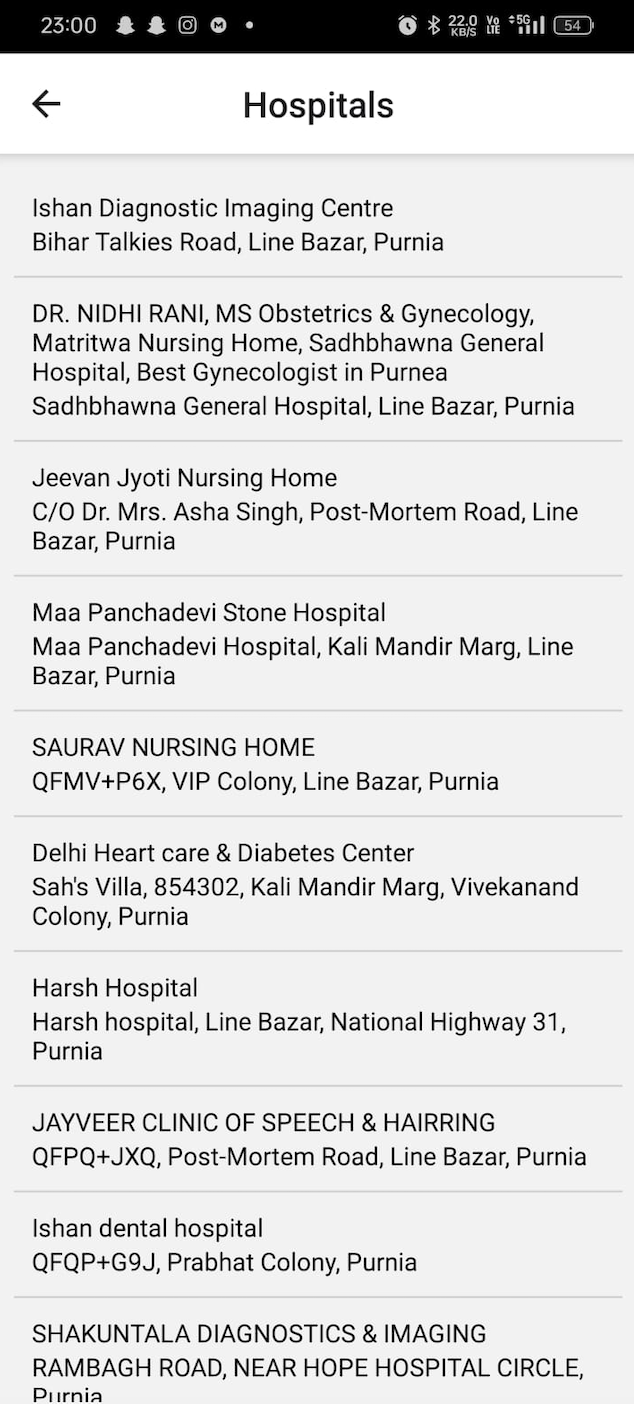 23:00
22.0
KB/S
Vo
LTE
5G
54
Hospitals
Ishan Diagnostic Imaging Centre
Bihar Talkies Road, Line Bazar, Purnia
DR. NIDHI RANI, MS Obstetrics & Gynecology,
Matritwa Nursing Home, Sadhbhawna General
Hospital, Best Gynecologist in Purnea
Sadhbhawna General Hospital, Line Bazar, Purnia
Jeevan Jyoti Nursing Home
C/O Dr. Mrs. Asha Singh, Post-Mortem Road, Line
Bazar, Purnia
Maa Panchadevi Stone Hospital
Maa Panchadevi Hospital, Kali Mandir Marg, Line
Bazar, Purnia
SAURAV NURSING HOME
QFMV+P6X, VIP Colony, Line Bazar, Purnia
Delhi Heart care & Diabetes Center
Sah's Villa, 854302, Kali Mandir Marg, Vivekanand
Colony, Purnia
Harsh Hospital
Harsh hospital, Line Bazar, National Highway 31,
Purnia
JAYVEER CLINIC OF SPEECH & HAIRRING
QFPQ+JXQ, Post-Mortem Road, Line Bazar, Purnia
Ishan dental hospital
QFQP+G9J, Prabhat Colony, Purnia
SHAKUNTALA DIAGNOSTICS & IMAGING
RAMBAGH ROAD, NEAR HOPE HOSPITAL CIRCLE,
Purnia